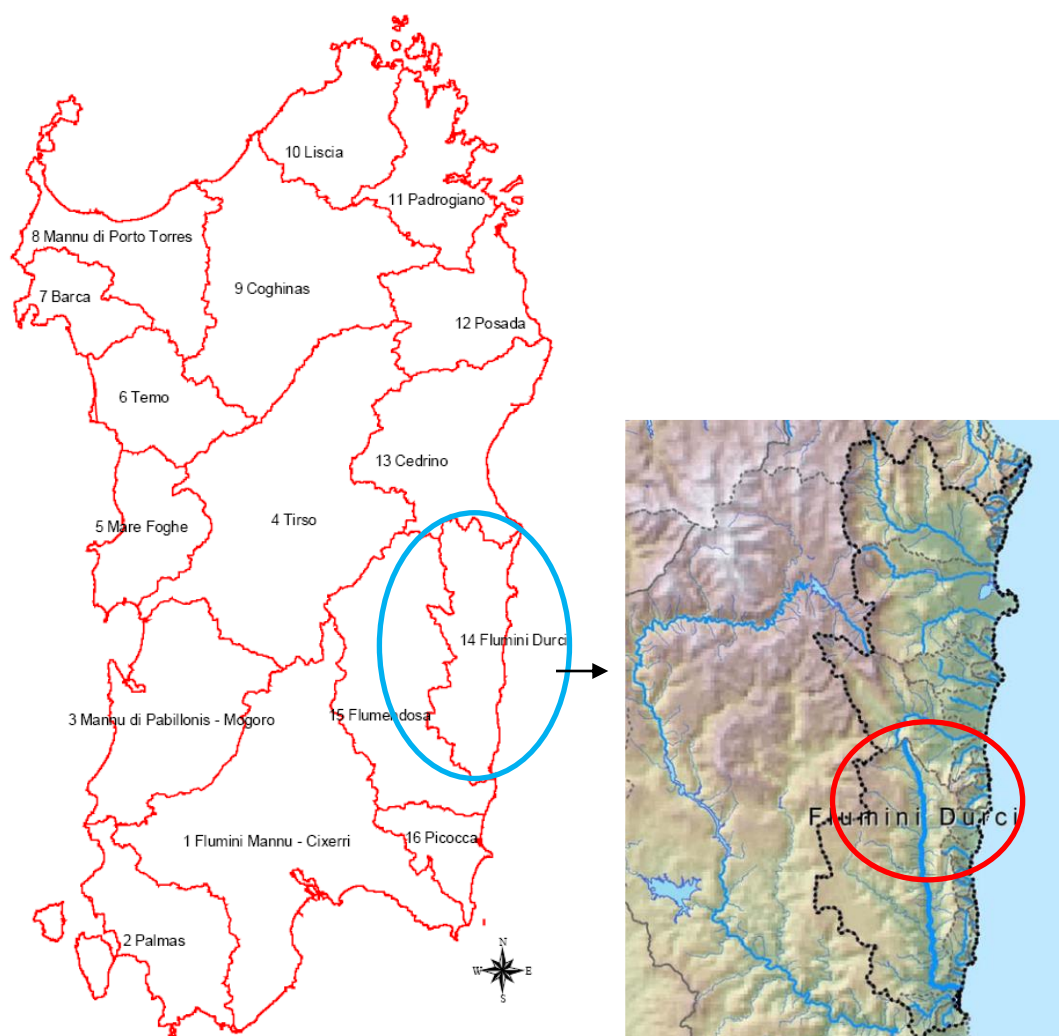 10 Liscia
11 Padrogiano
8 Mannu di Porto Torres
7 Barca
9 Coghinas
12 Posada
6 Temo
13 Cedrino
4 Tirso
5 Mare Foghe
14 Flumini Durci
15 Flumendosa
3 Mannu di Pabillonis - Mogoro
1 Flumini Mannu - Cixerri
16 Picocca
2 Palmas
N
W E
S
Flumini Durci